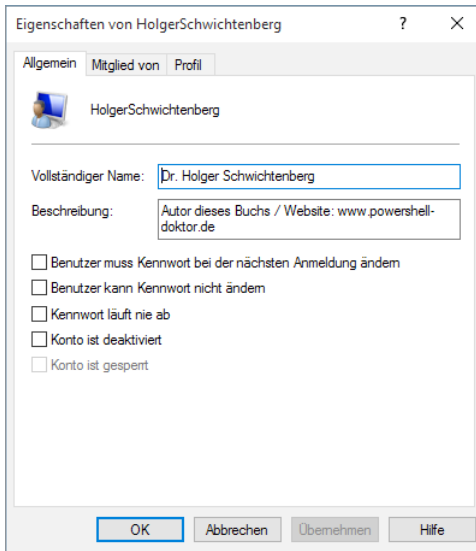 Eigenschaften von HolgerSchwichtenberg
Allgemein Mitglied von Profil
HolgerSchwichtenberg
Vollständiger Name: Dr. Holger Schwichtenberg
Beschreibung: Autor dieses Buchs / Website: www.powershell-
doktor.de
Benutzer muss Kennwort bei der nächsten Anmeldung ändern
Benutzer kann Kennwort nicht ändern
Kennwort läuft nie ab
Konto ist deaktiviert
Konto ist gesperrt
OK Abbrechen Übernehmen Hilfe